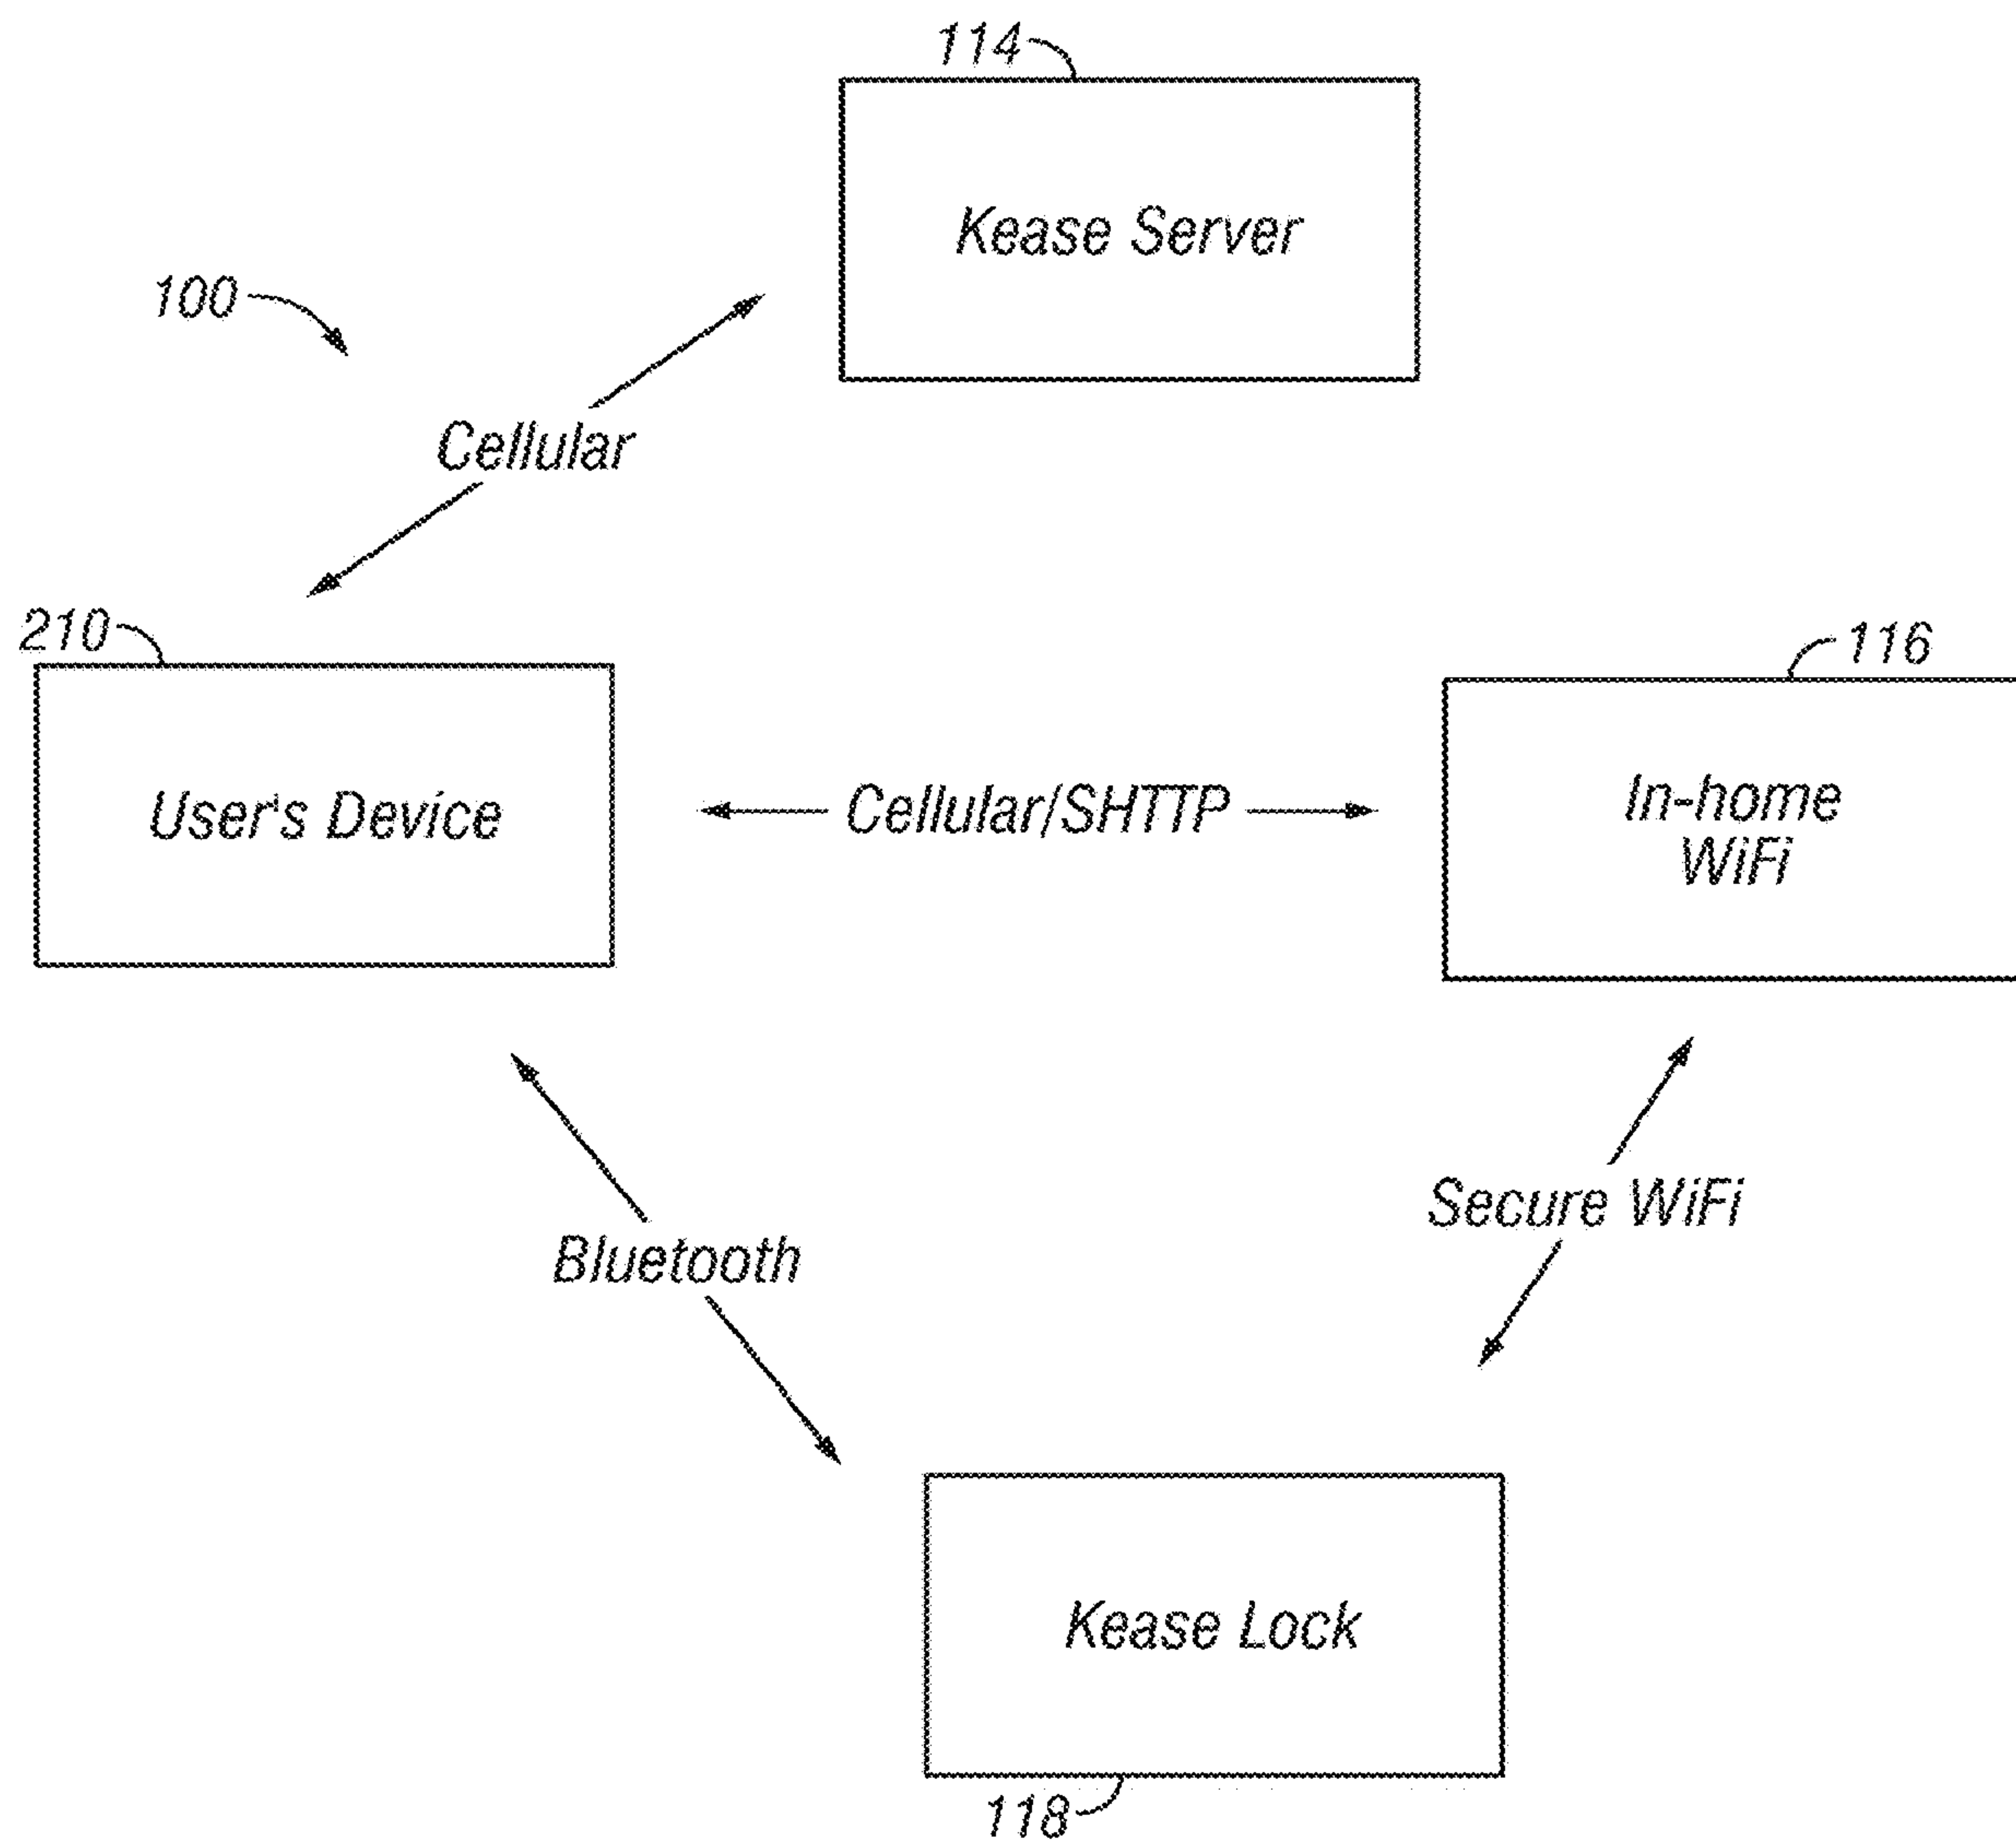 114
Kease Server
100
Cellular
210
116
User's Device
Cellular/SHTTP
In-home
WiFi
Secure WiFi
Bluetooth
Kease Lock
118